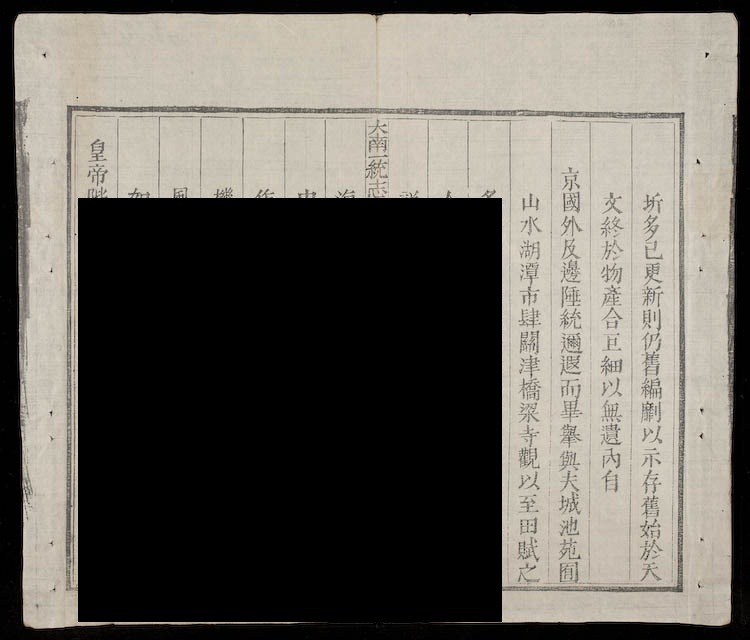 圻多已更新則仍舊編劂以示存舊始於天
文終於物產合巨細以無遺內自
京國外及邊陲統邇遐而畢舉與夫城池苑囿
山水湖潭市肆關津橋梁寺觀以至田賦之
大南一統志
皇帝